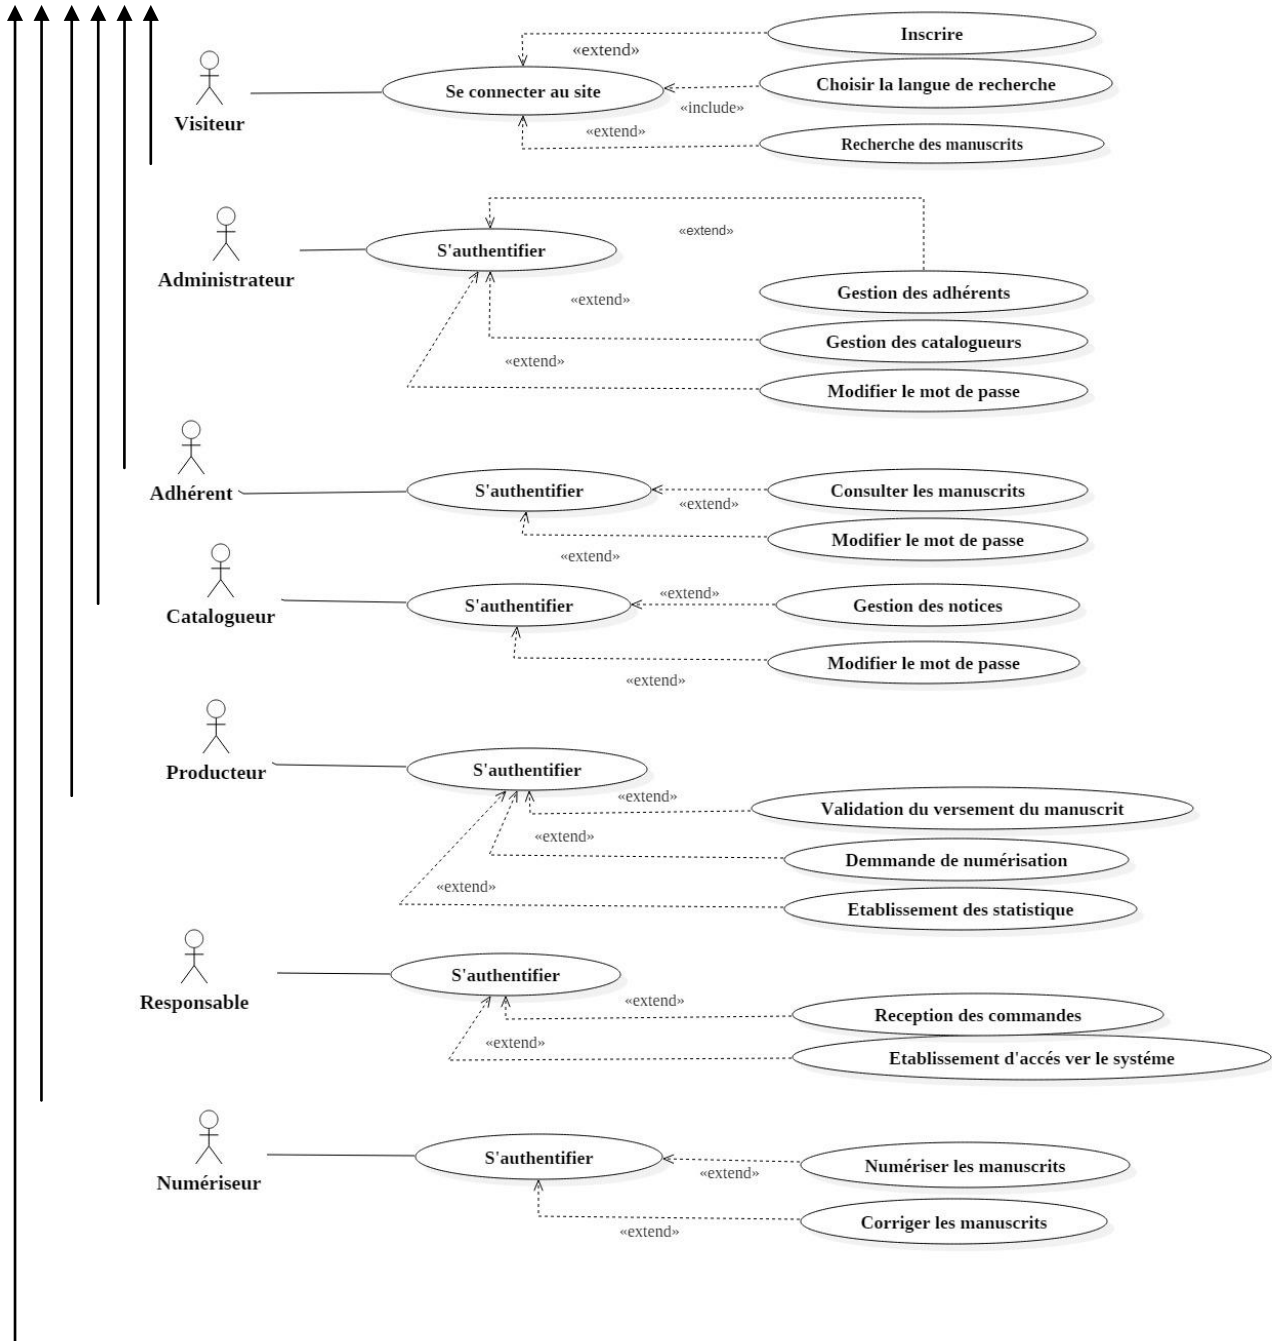 Inscrire
«extend»
Visiteur
Se connecter au site
Choisir la langue de recherche
«include»
«extend»
Recherche des manuscrits
Administrateur
S'authentifier
«extend»
Gestion des adhérents
«extend»
Gestion des catalogueurs
«extend»
Modifier le mot de passe
Adhérent
S'authentifier
Consulter les manuscrits
«extend»
Modifier le mot de passe
«extend»
Catalogueur
S'authentifier
«extend»
Gestion des notices
Modifier le mot de passe
«extend»
Producteur
S'authentifier
«extend»
Validation du versement du manuscrit
«extend»
Demmande de numérisation
«extend»
Etablissement des statistique
Responsable
S'authentifier
«extend»
Reception des commandes
«extend»
Etablissement d'accés ver le systéme
Numériseur
S'authentifier
Numériser les manuscrits
«extend»
Corriger les manuscrits
«extend»